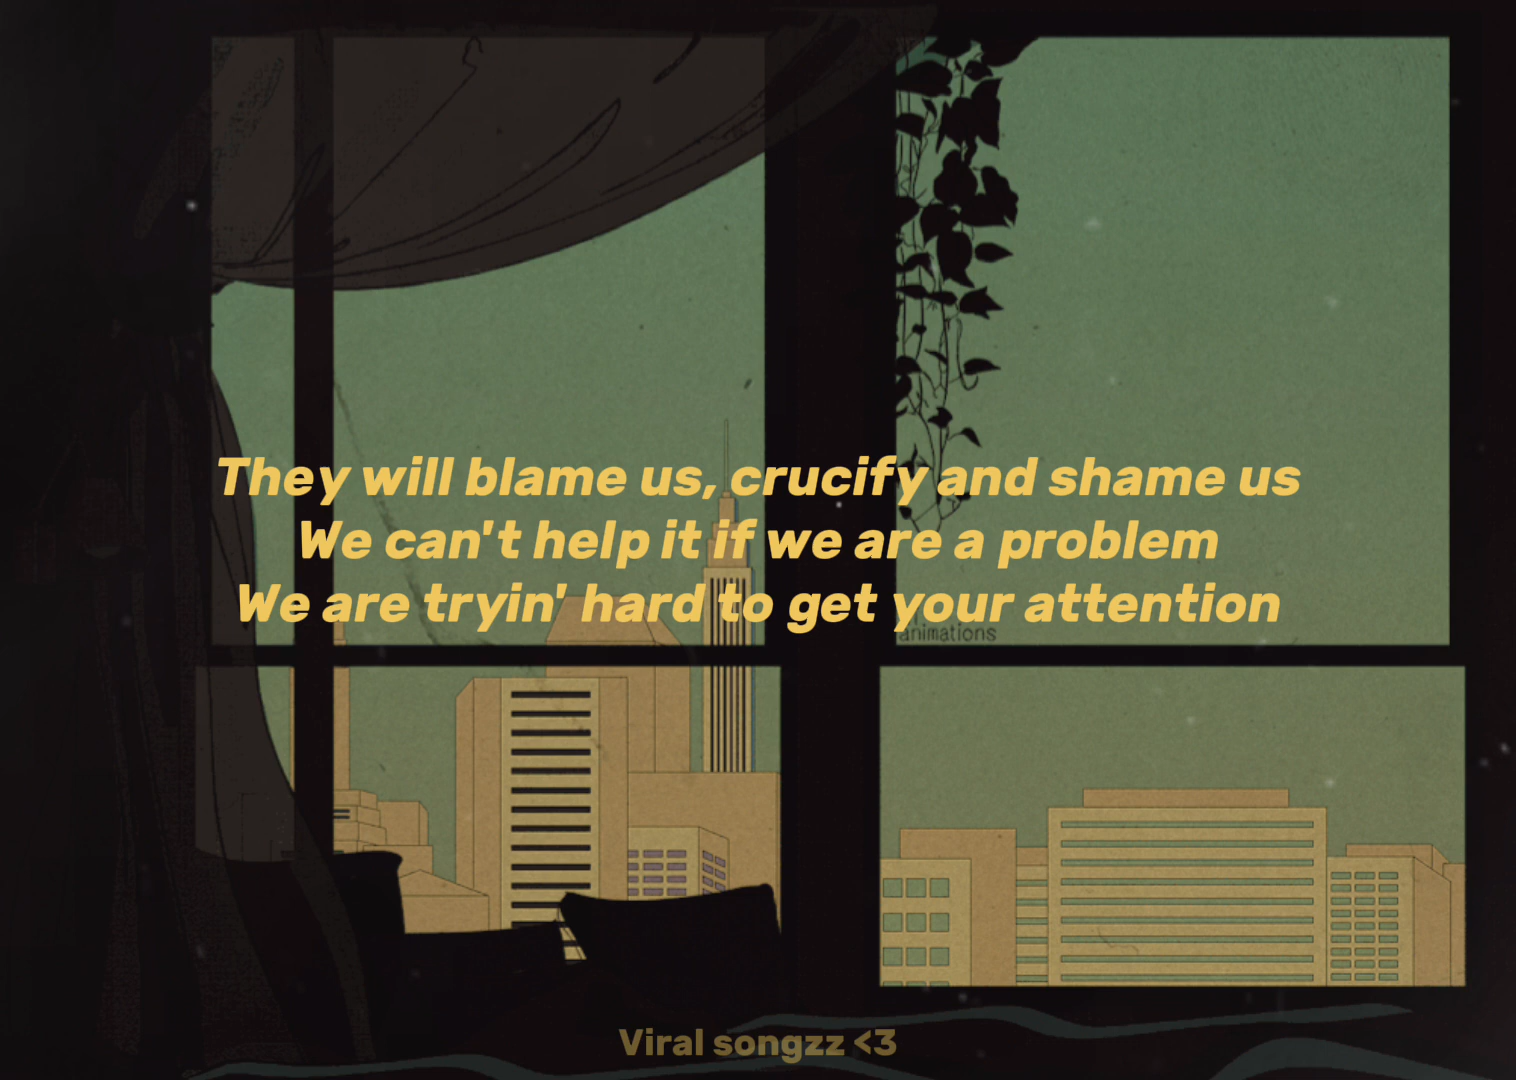 They will blame us, crucify and shame us
We can't help it if we are a problem
We are tryin' hard to get your attention
animations
Viral songzz <3